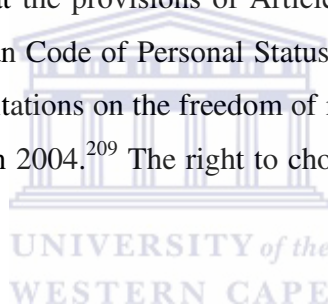 the provisions of Article
n Code of Personal Status
tations on the freedom of
n 2004.²⁰⁹ The right to cho
UNIVERSITY of the
WESTERN CAPE